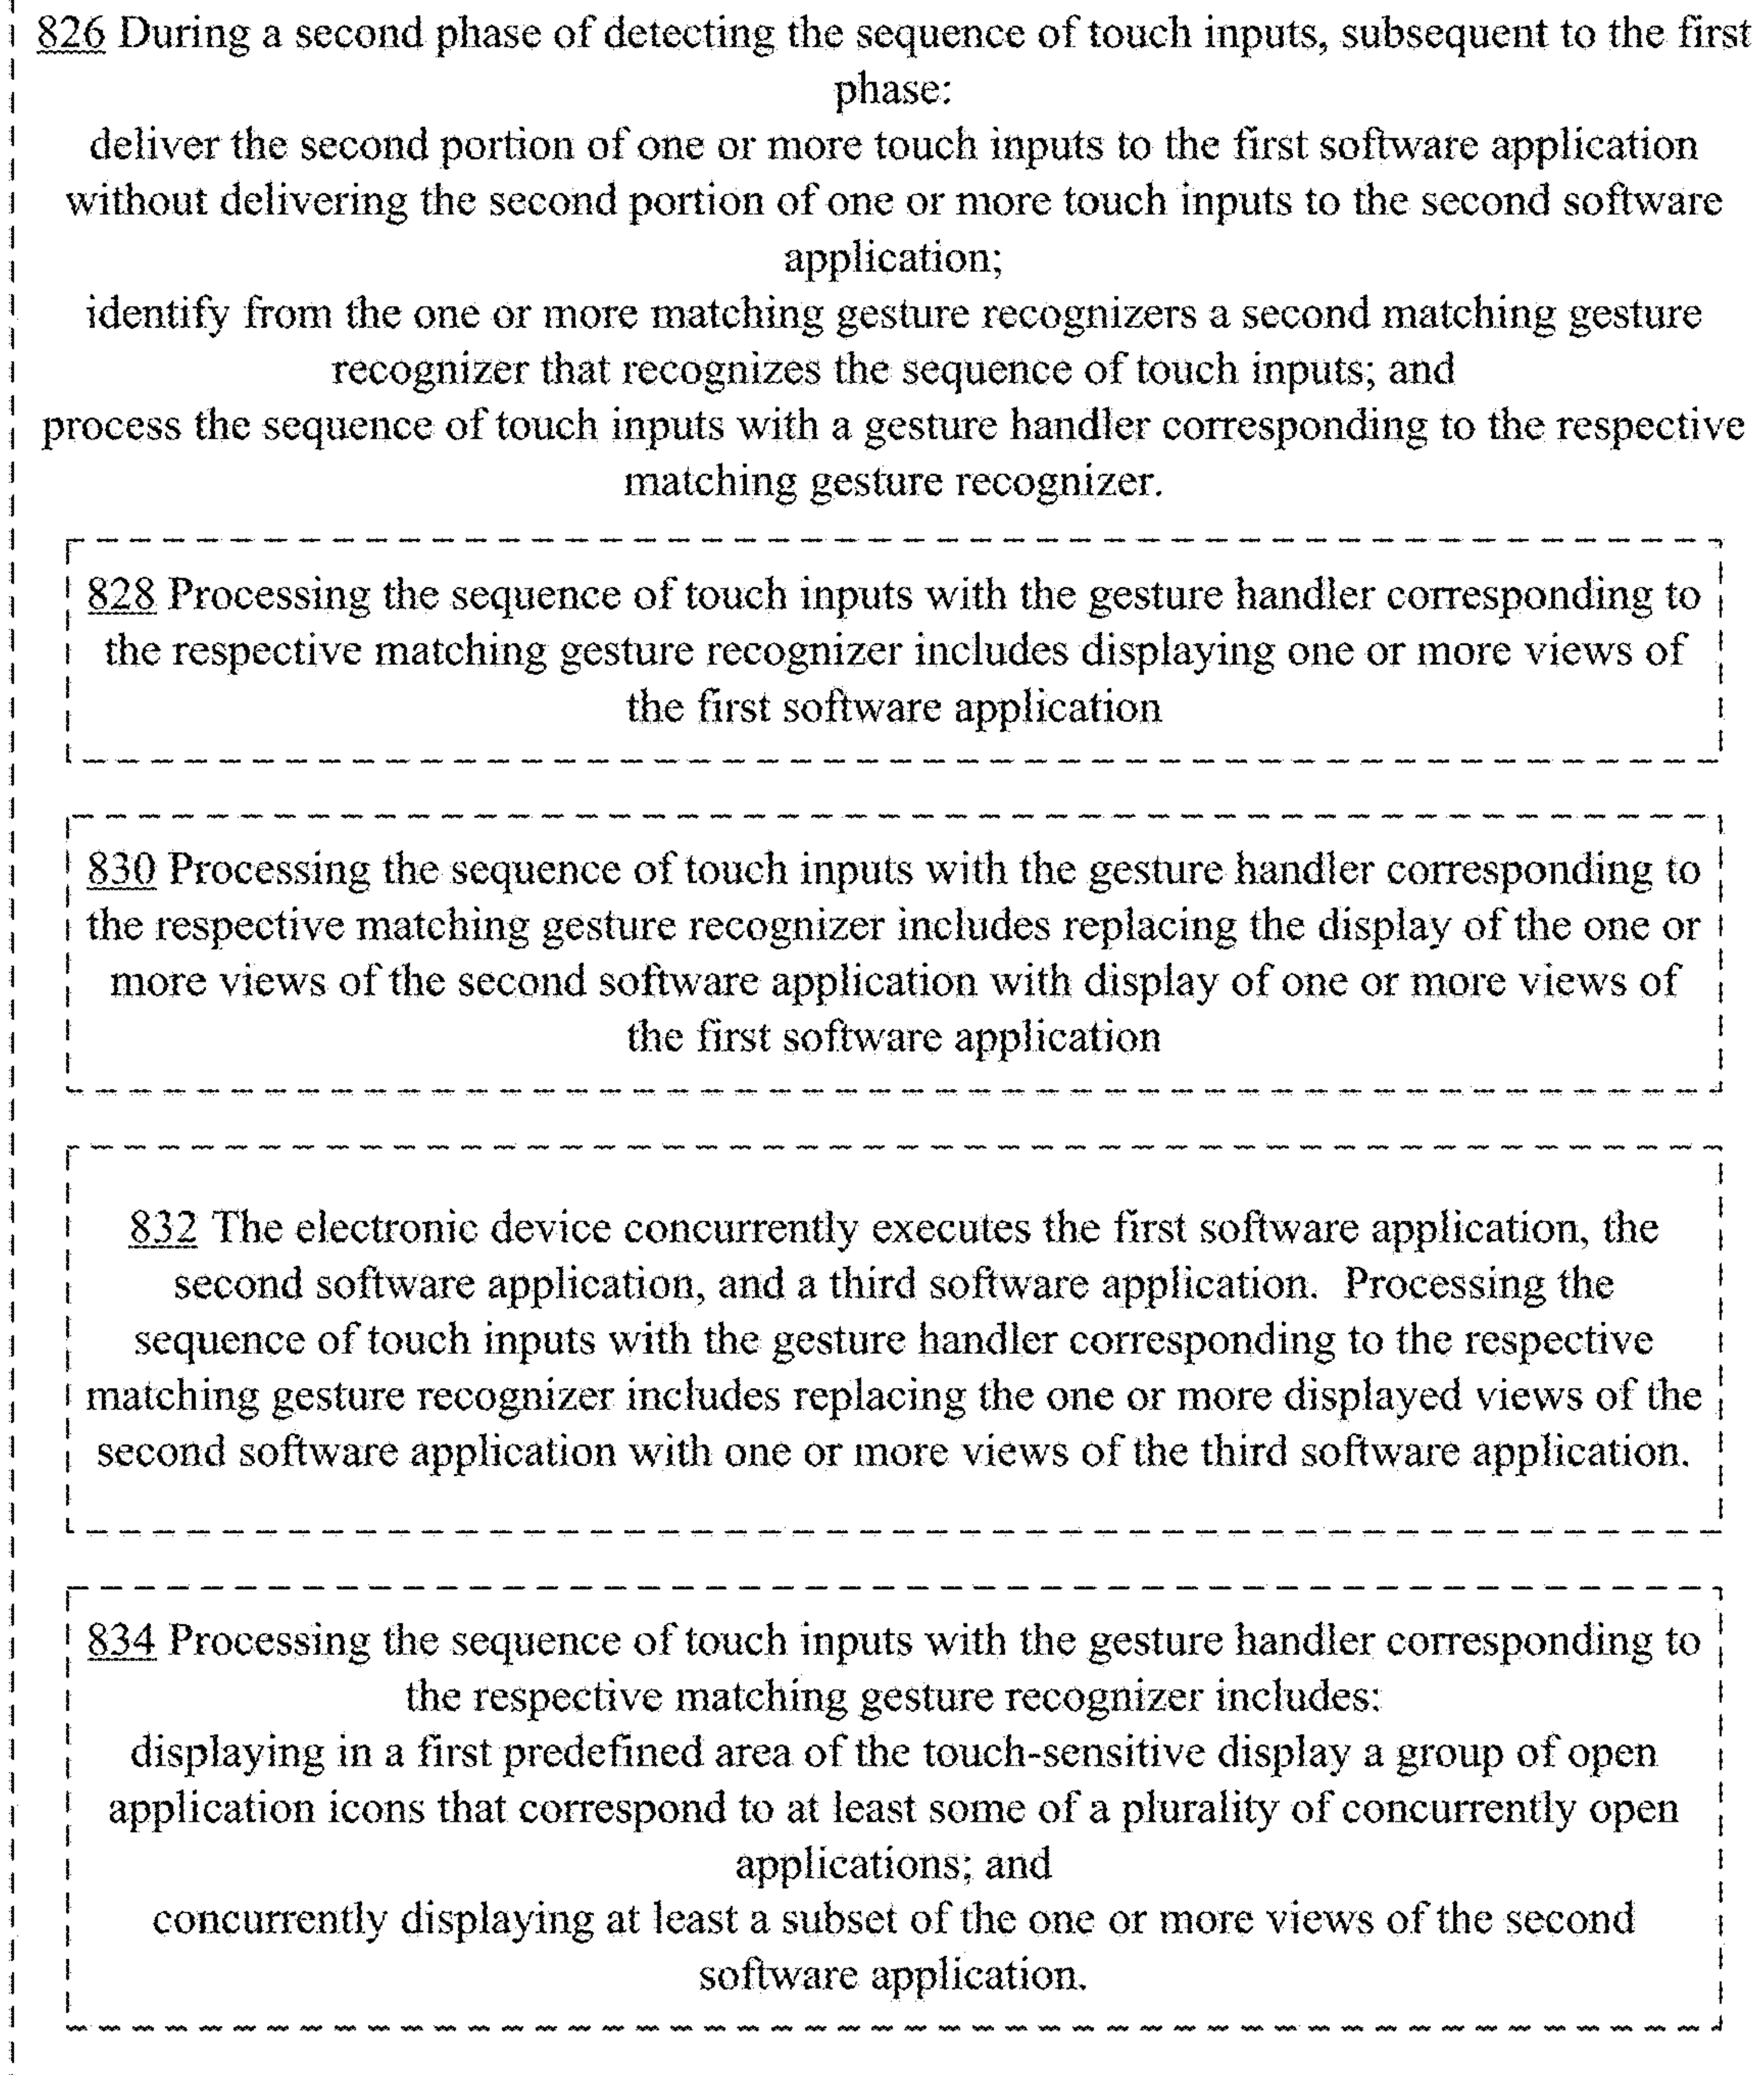 826 During a second phase of detecting the sequence of touch inputs, subsequent to the first
phase:
deliver the second portion of one or more touch inputs to the first software application
without delivering the second portion of one or more touch inputs to the second software
application;
identify from the one or more matching gesture recognizers a second matching gesture
recognizer that recognizes the sequence of touch inputs; and
process the sequence of touch inputs with a gesture handler corresponding to the respective
matching gesture recognizer.
828 Processing the sequence of touch inputs with the gesture handler corresponding to
the respective matching gesture recognizer includes displaying one or more views of
the first software application
830 Processing the sequence of touch inputs with the gesture handler corresponding to
the respective matching gesture recognizer includes replacing the display of the one or
more views of the second software application with display of one or more views of
the first software application
832 The electronic device concurrently executes the first software application, the
second software application, and a third software application.  Processing the
sequence of touch inputs with the gesture handler corresponding to the respective
matching gesture recognizer includes replacing the one or more displayed views of the
second software application with one or more views of the third software application.
834 Processing the sequence of touch inputs with the gesture handler corresponding to
the respective matching gesture recognizer includes:
displaying in a first predefined area of the touch-sensitive display a group of open
application icons that correspond to at least some of a plurality of concurrently open
applications; and
concurrently displaying at least a subset of the one or more views of the second
software application.